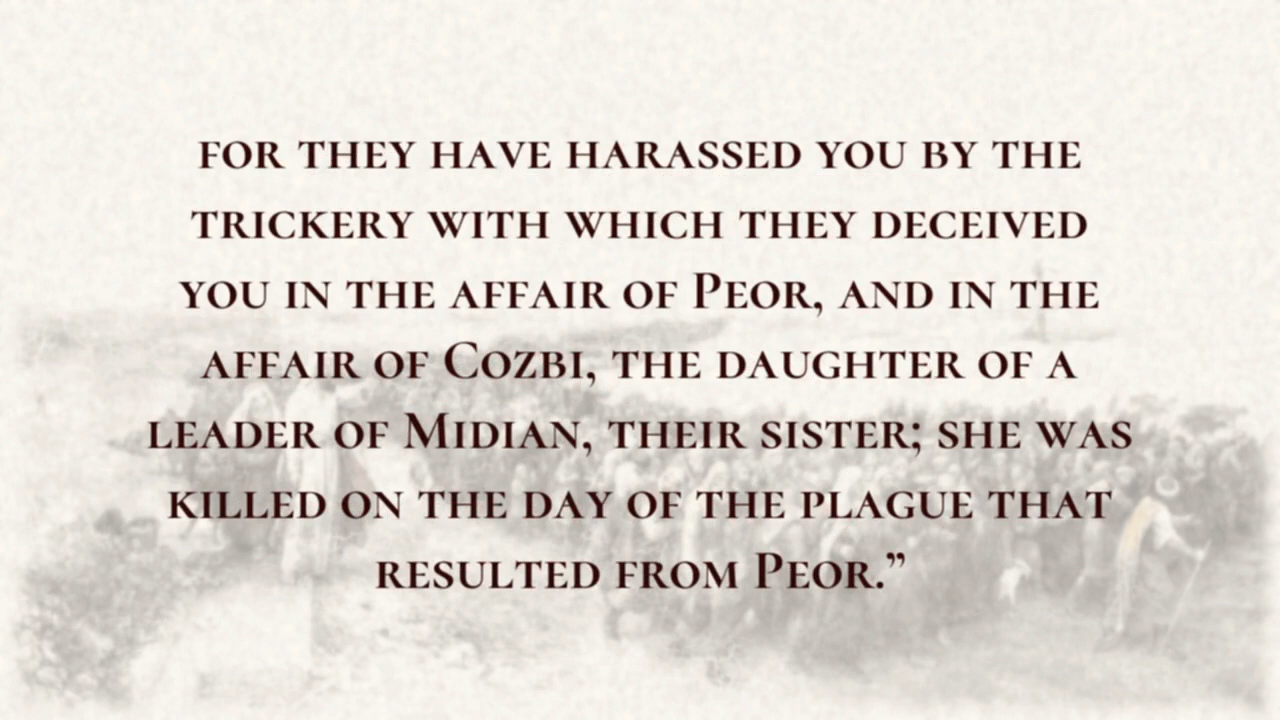 for they have harassed you by the
trickery with which they deceived
you in the affair of Peor, and in the
affair of Cozbi, the daughter of a
leader of Midian, their sister; she was
killed on the day of the plague that
resulted from Peor.”